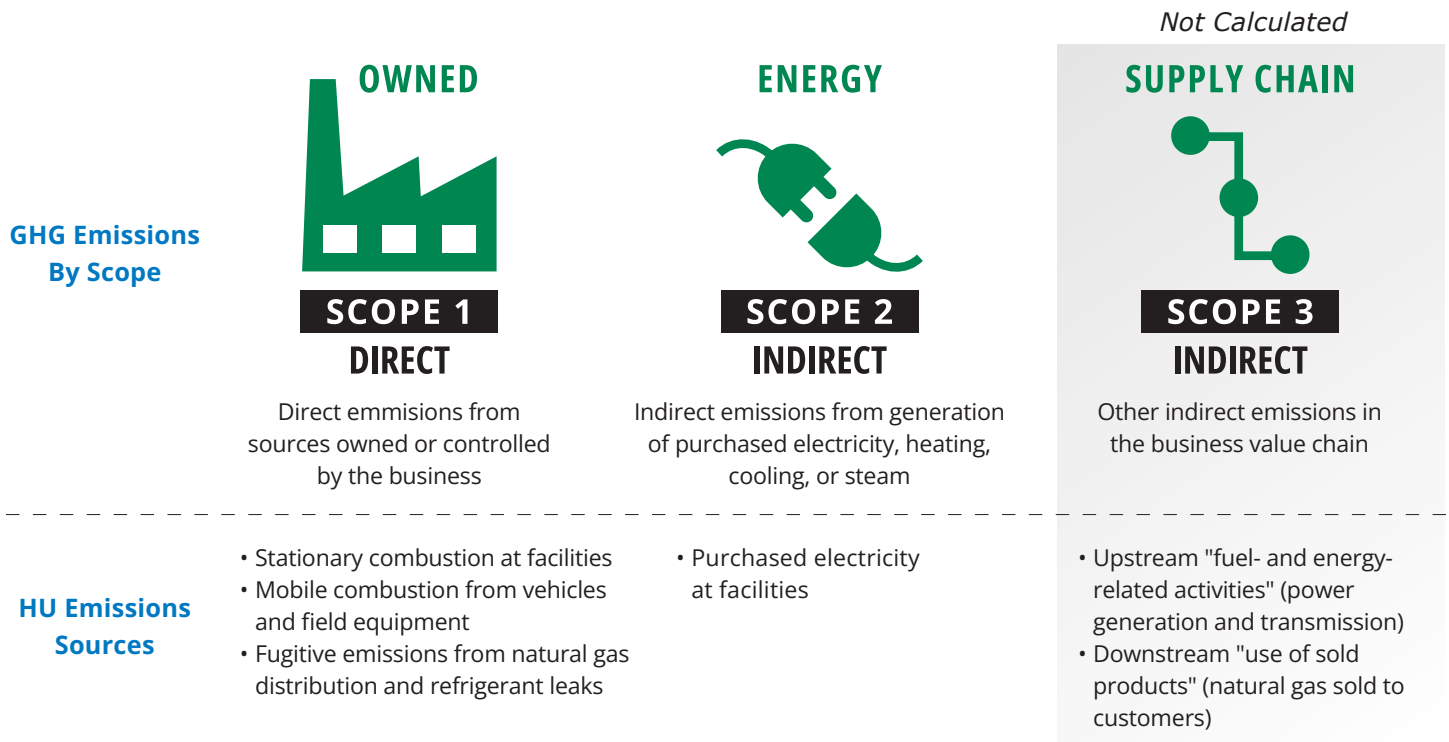 Not Calculated
OWNED
ENERGY
SUPPLY CHAIN
GHG Emissions
By Scope
SCOPE 1
DIRECT
Direct emmisions from
sources owned or controlled
by the business
SCOPE 2
INDIRECT
Indirect emissions from generation
of purchased electricity, heating,
cooling, or steam
SCOPE 3
INDIRECT
Other indirect emissions in
the business value chain
HU Emissions
Sources
• Stationary combustion at facilities
• Mobile combustion from vehicles
and field equipment
• Fugitive emissions from natural gas
distribution and refrigerant leaks
• Purchased electricity
at facilities
• Upstream "fuel- and energy-
related activities" (power
generation and transmission)
• Downstream "use of sold
products" (natural gas sold to
customers)